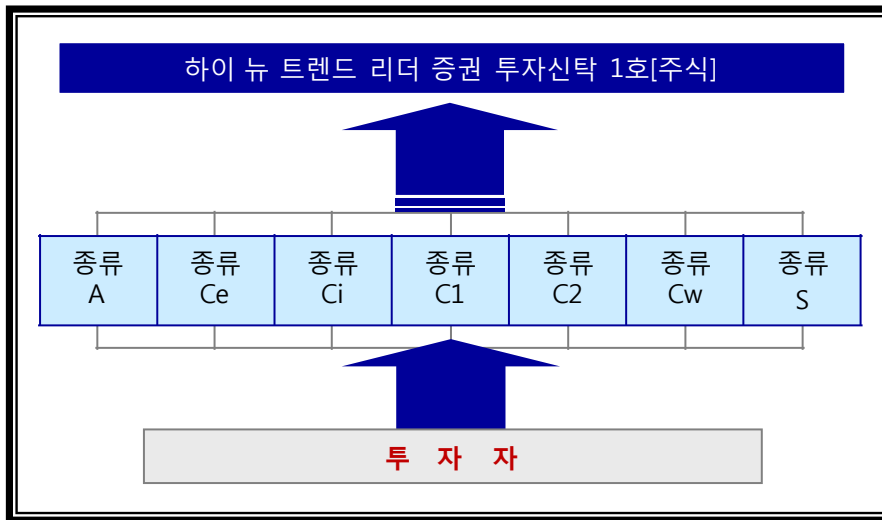 하이 뉴 트렌드 리더 증권 투자신탁 1호[주식]
종류 종류 종류 종류 종류 종류 종류
A Ce Ci C1 C2 Cw S
투 자 자